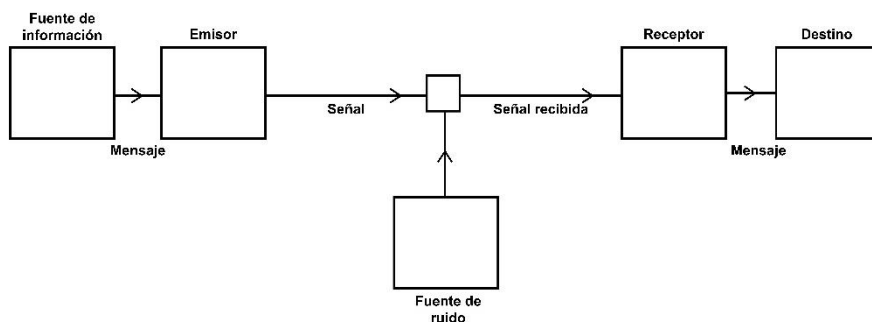 Fuente de
información
Emisor
Receptor
Destino
Señal
Señal recibida
Mensaje
Mensaje
Fuente de
ruido